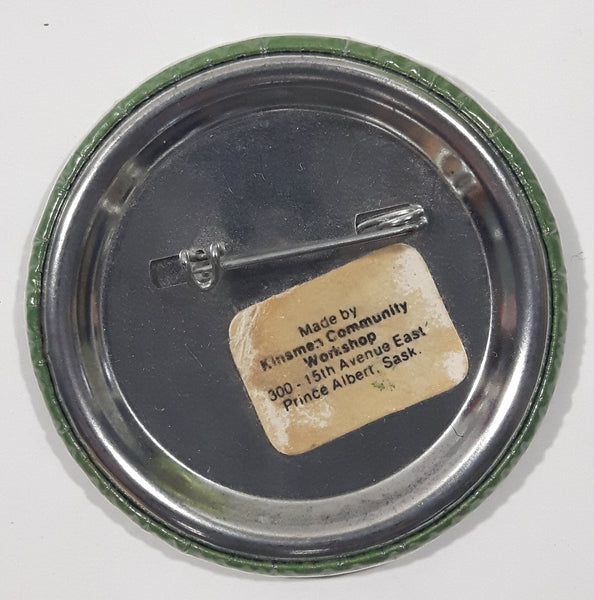 Made by
Kinsmen Community
Workshop
300 - 15th Avenue East
Prince Albert, Sask.